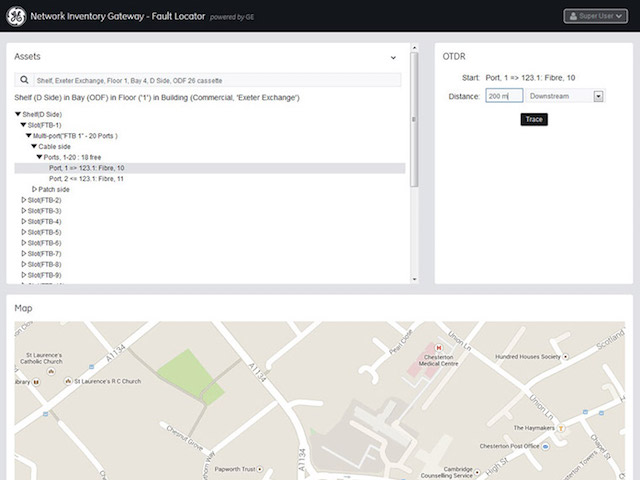 Network Inventory Gateway - Fault Locator powered by GE
Super User
Assets
Shelf, Exeter Exchange, Floor 1, Bay 4, D Side, ODF 26 cassette
Shelf (D Side) in Bay (ODF) in Floor ('1') in Building (Commercial, 'Exeter Exchange')
Shelf(D Side)
Slot(FTB-1)
Multi-port("FTB 1" - 20 Ports )
Cable side
Ports, 1-20 : 18 free
Port, 1 => 123.1: Fibre, 10
Port, 2 <= 123.1: Fibre, 11
Patch side
Slot(FTB-2)
Slot(FTB-3)
Slot(FTB-4)
Slot(FTB-5)
Slot(FTB-6)
Slot(FTB-7)
Slot(FTB-8)
Slot(FTB-9)
OTDR
Start: Port, 1 => 123.1: Fibre, 10
Distance: 200 m Downstream
Trace
Map
A1134
St Laurence's
Catholic Church
St Laurence's R C Church
library
A1134
Chesnut Grove
Papworth Trust
Pearl Close
Union Ln
Chesterton
Medical Centre
Hundred Houses Society
Scotland
Union Ln
The Haymakers
Chesterton Post Office
High St
Chapel St
Cambridge
Counselling Service